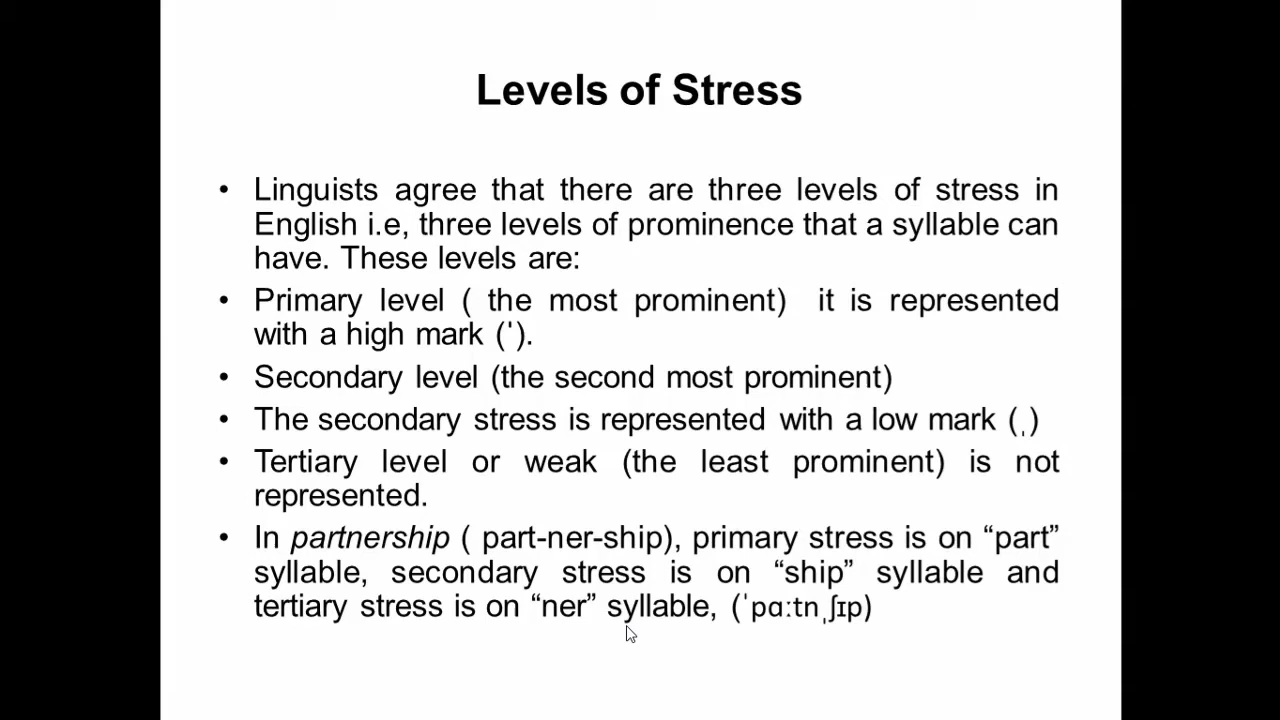 Levels of Stress
• Linguists agree that there are three levels of stress in
English i.e, three levels of prominence that a syllable can
have. These levels are:
• Primary level ( the most prominent) it is represented
with a high mark (ˈ).
• Secondary level (the second most prominent)
• The secondary stress is represented with a low mark (ˌ)
• Tertiary level or weak (the least prominent) is not
represented.
• In partnership ( part-ner-ship), primary stress is on “part”
syllable, secondary stress is on “ship” syllable and
tertiary stress is on “ner” syllable, (ˈpɑːtnˌʃɪp)